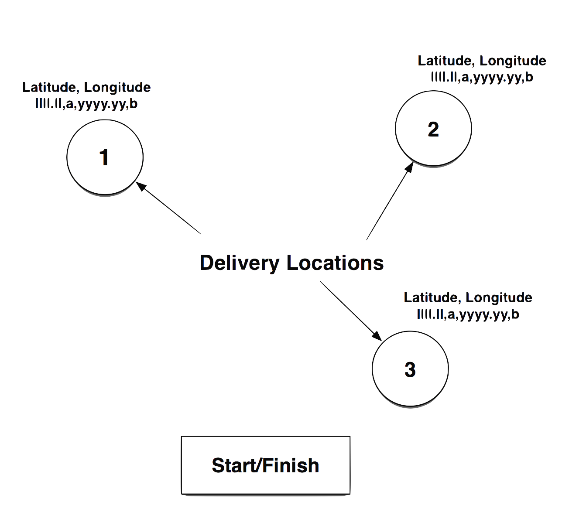 Latitude, Longitude
llll.ll,a,yyyy.yy,b
1
Latitude, Longitude
llll.ll,a,yyyy.yy,b
2
Delivery Locations
Latitude, Longitude
llll.ll,a,yyyy.yy,b
3
Start/Finish